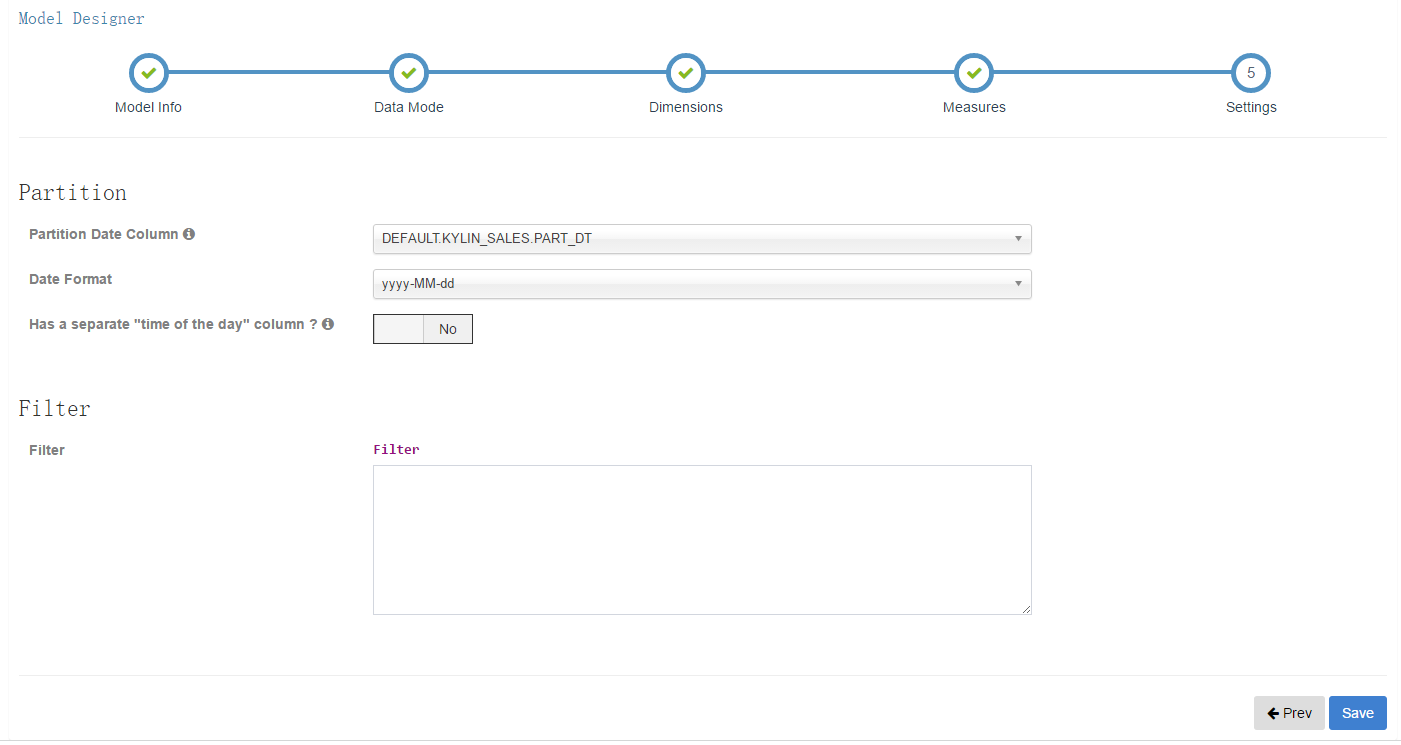 Model Designer
5
Model Info
Data Mode
Dimensions
Measures
Settings
Partition
Partition Date Column
DEFAULT.KYLIN_SALES.PART_DT
Date Format
yyyy-MM-dd
Has a separate "time of the day" column ?
No
Filter
Filter
Filter
Prev
Save